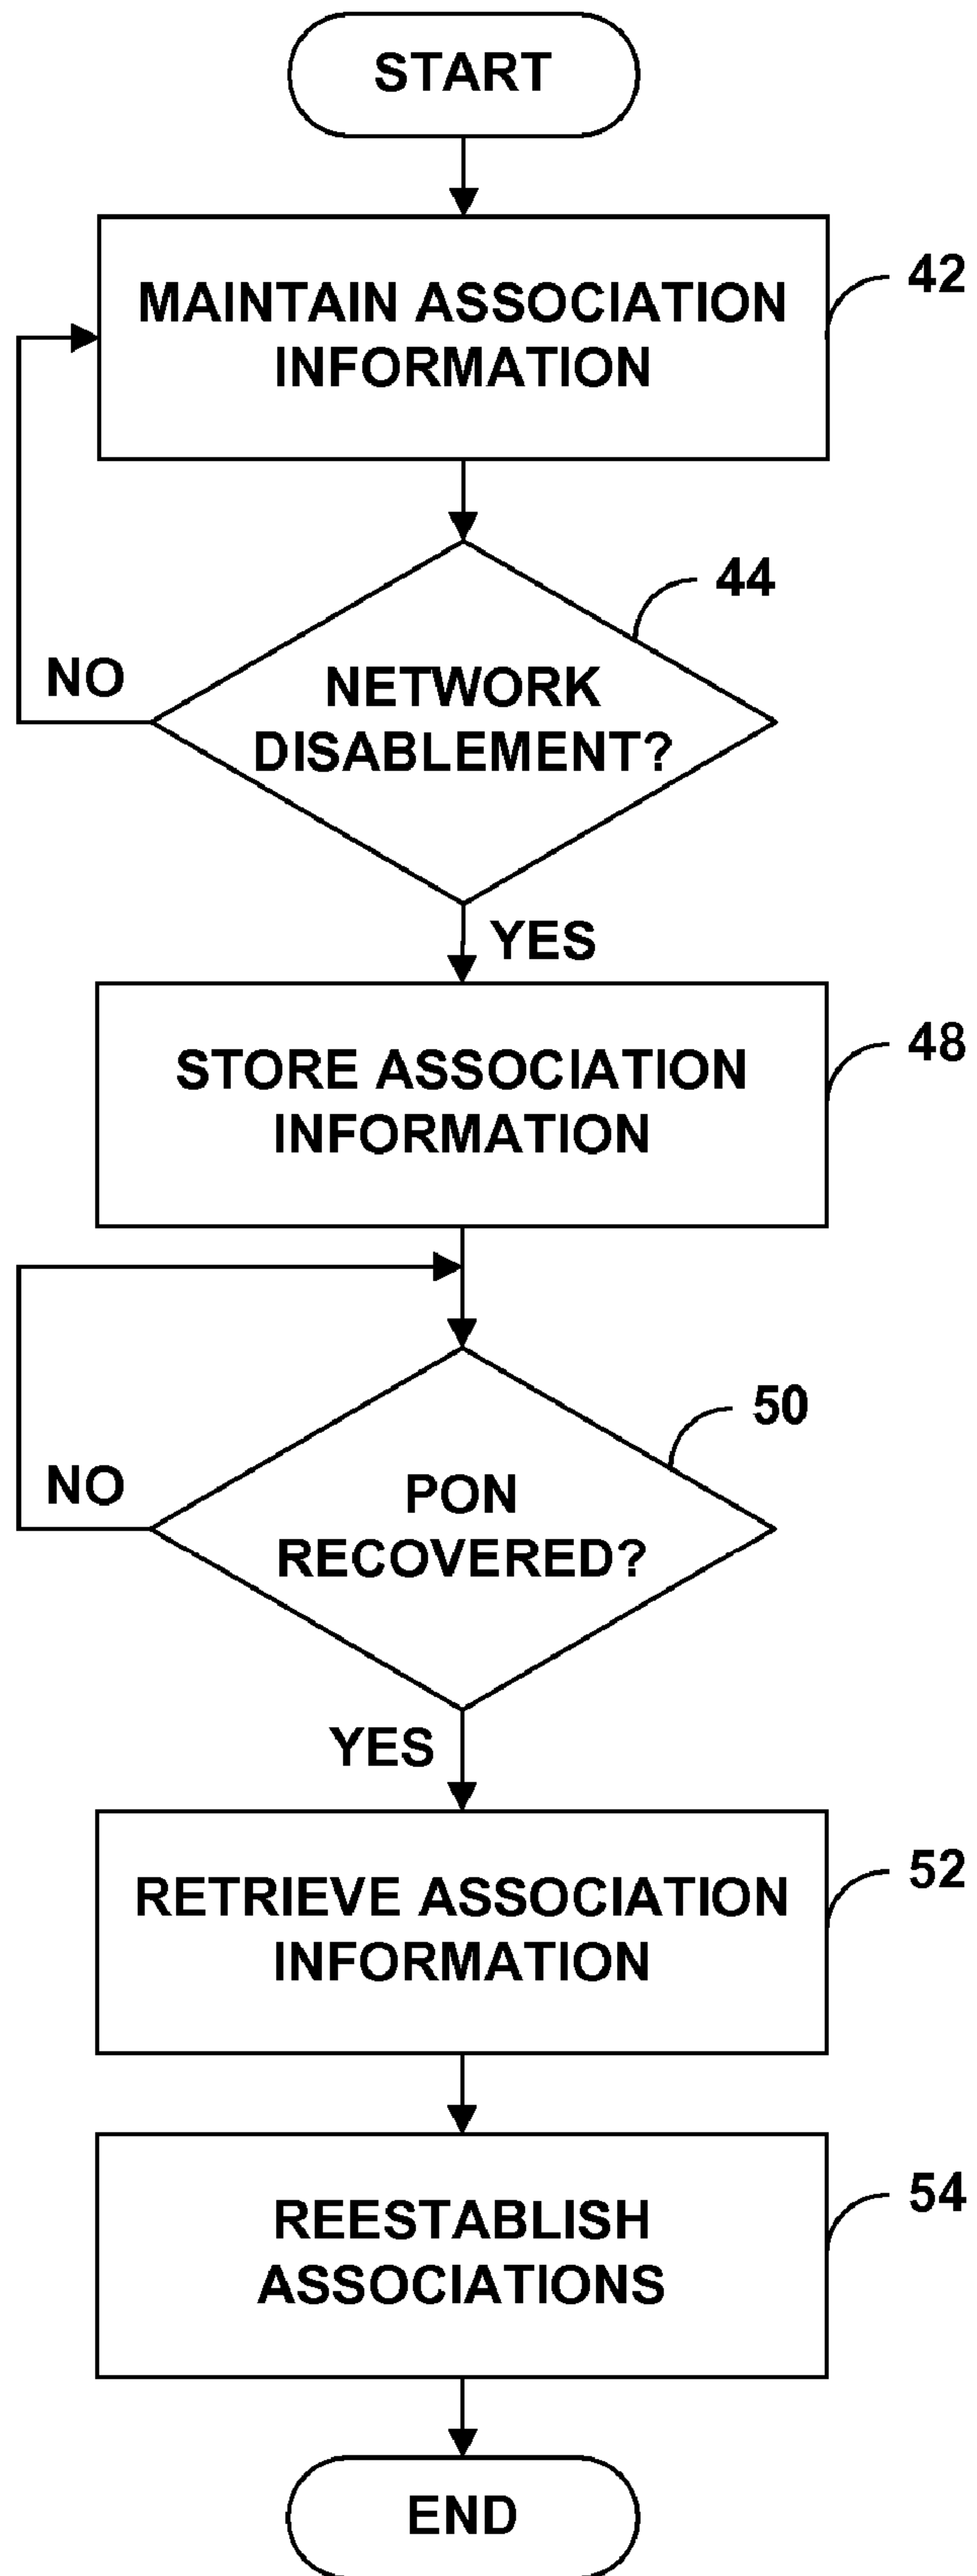 START
MAINTAIN ASSOCIATION
INFORMATION
42
NETWORK
DISABLEMENT?
44
NO
YES
STORE ASSOCIATION
INFORMATION
48
PON
RECOVERED?
50
NO
YES
RETRIEVE ASSOCIATION
INFORMATION
52
REESTABLISH
ASSOCIATIONS
54
END